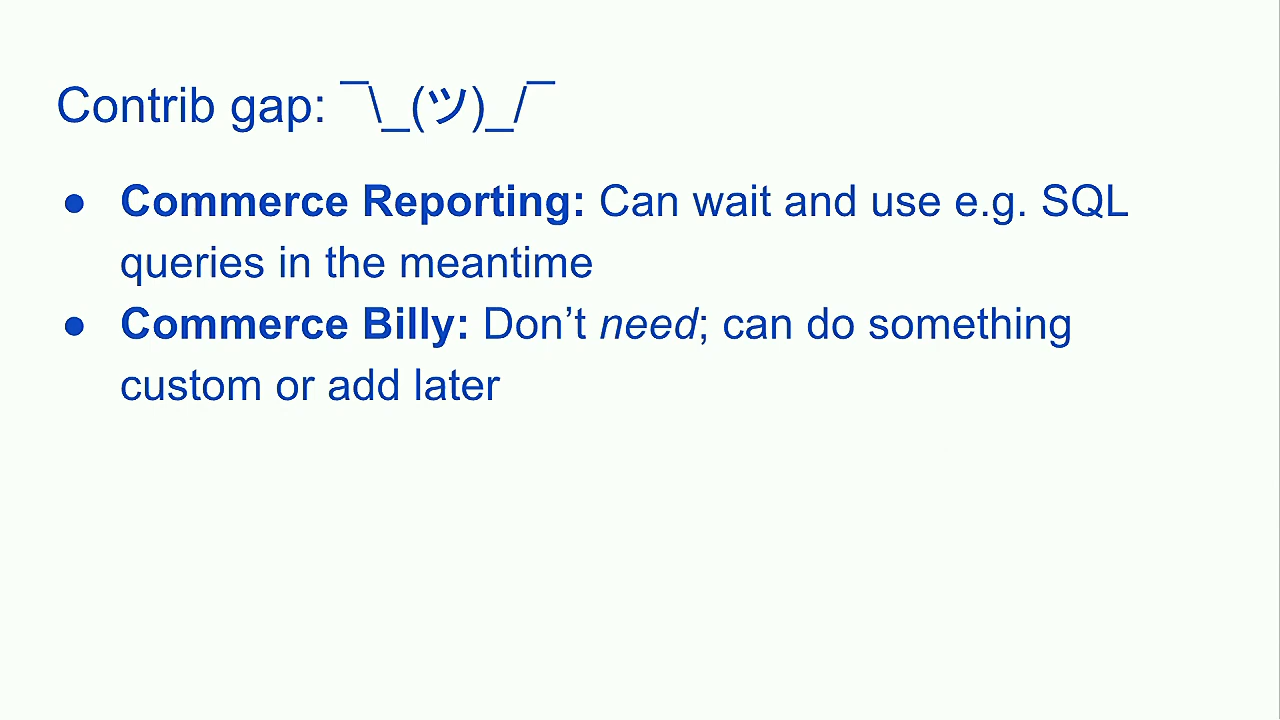 Contrib gap: ¯\_(ツ)_/¯
● Commerce Reporting: Can wait and use e.g. SQL
queries in the meantime
● Commerce Billy: Don’t need; can do something
custom or add later